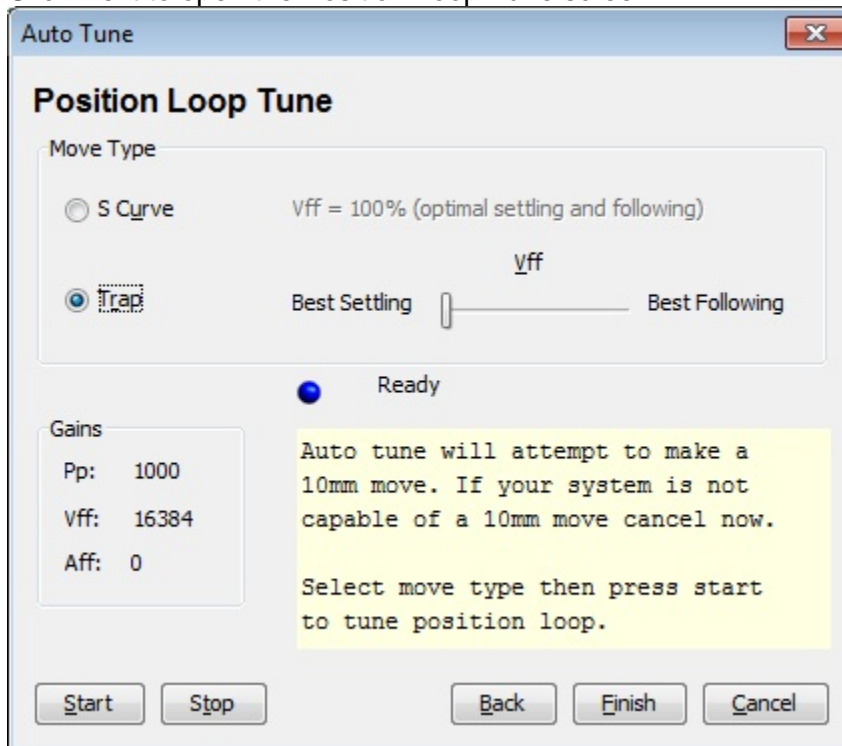 Auto Tune
Position Loop Tune
Move Type
S Curve Vff = 100% (optimal settling and following)
Vff
Trap Best Settling Best Following
Ready
Gains
Pp: 1000
Vff: 16384
Aff: 0
Auto tune will attempt to make a
10mm move. If your system is not
capable of a 10mm move cancel now.
Select move type then press start
to tune position loop.
Start Stop Back Finish Cancel